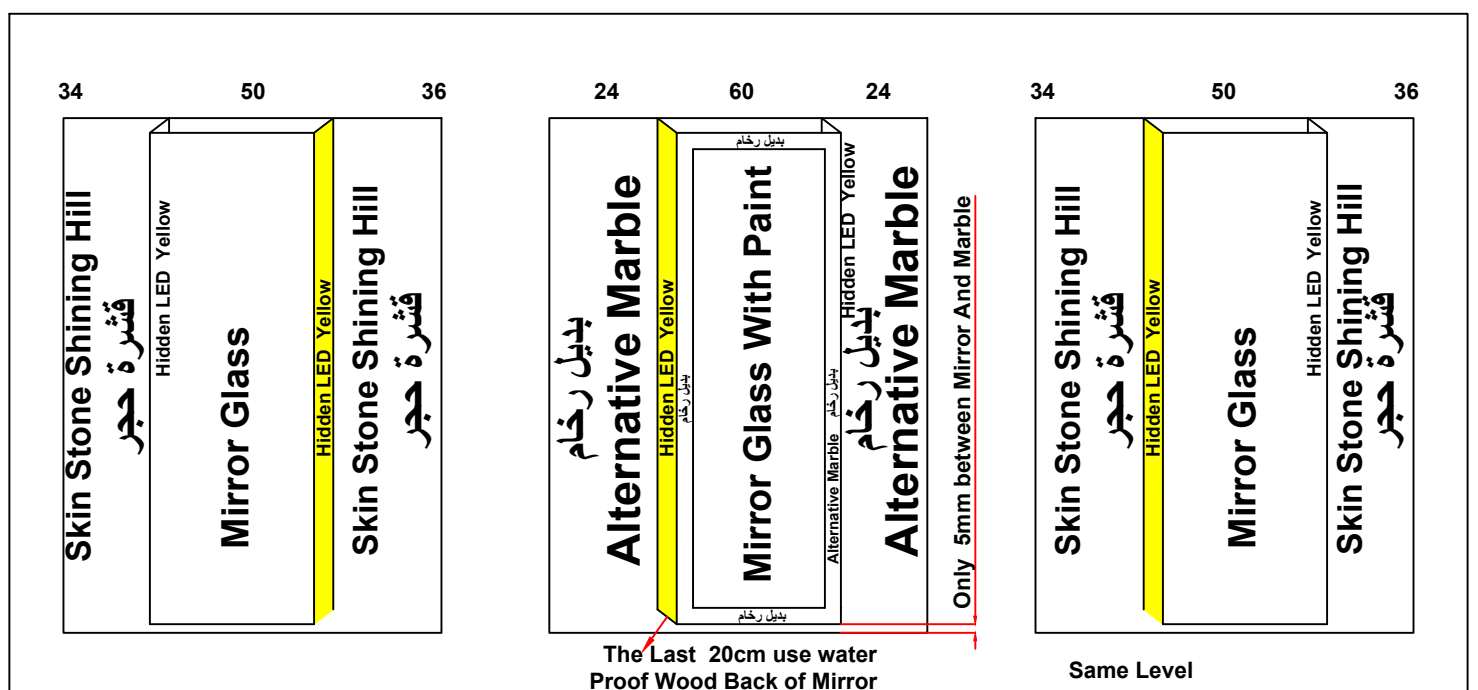 34 50 36
Skin Stone Shining Hill
قشرة حجر
Hidden LED Yellow
Mirror Glass
Hidden LED Yellow
Skin Stone Shining Hill
قشرة حجر
24 60 24
بديل رخام
Alternative Marble
Hidden LED Yellow
بديل رخام
بديل رخام
Mirror Glass With Paint
بديل رخام
Alternative Marble بديل رخام
Hidden LED Yellow
بديل رخام
Alternative Marble
Only 5mm between Mirror And Marble
The Last 20cm use water
Proof Wood Back of Mirror
34 50 36
Skin Stone Shining Hill
قشرة حجر
Hidden LED Yellow
Mirror Glass
Hidden LED Yellow
Skin Stone Shining Hill
قشرة حجر
Same Level